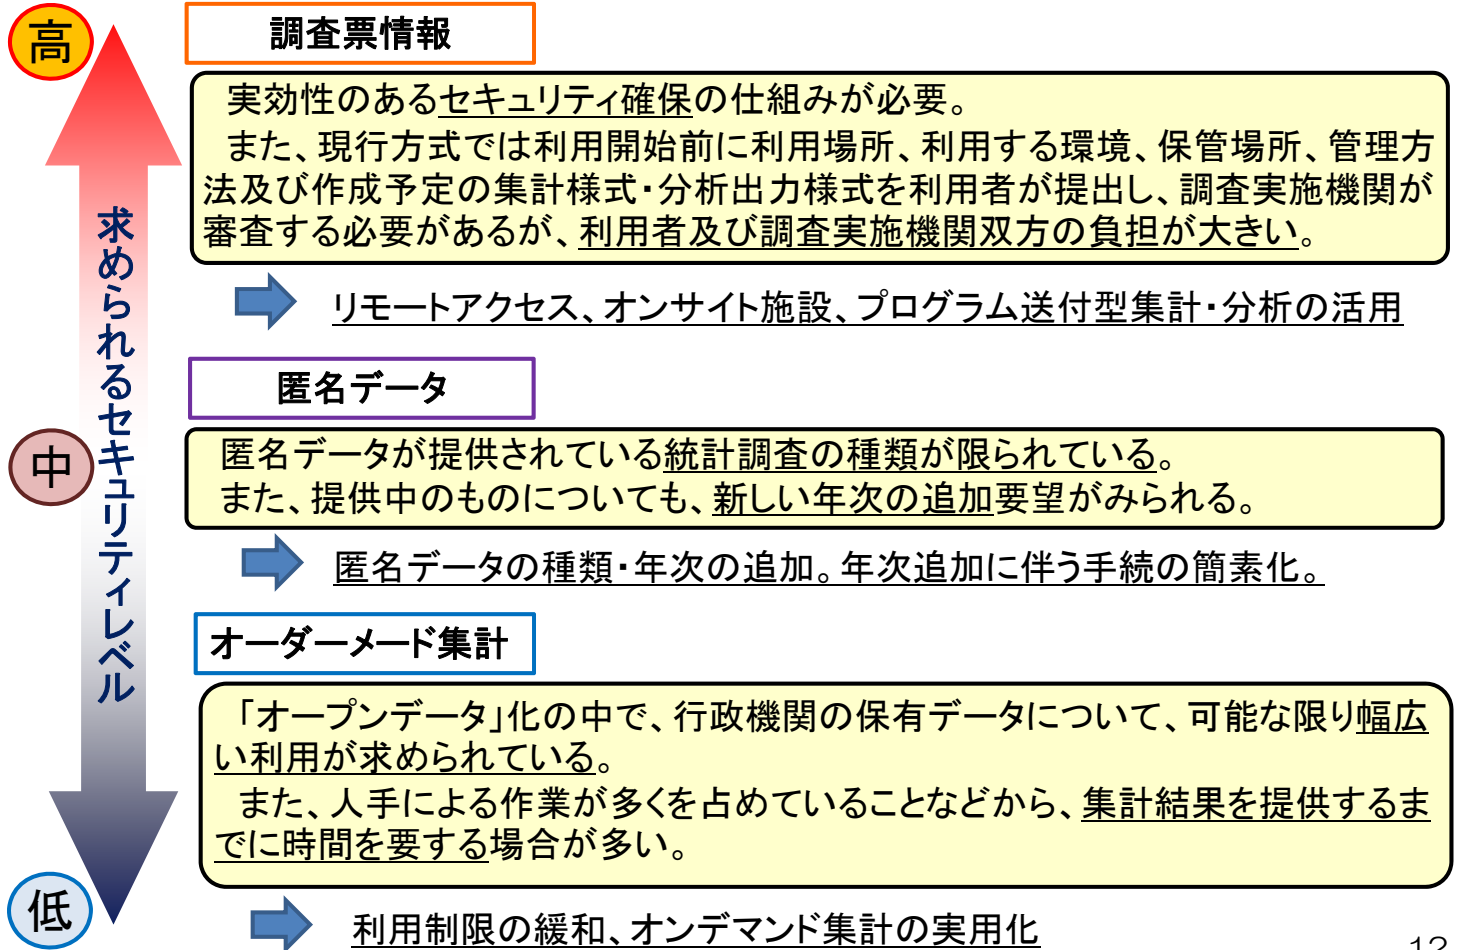 高
調査票情報
実効性のあるセキュリティ確保の仕組みが必要。
また、現行方式では利用開始前に利用場所、利用する環境、保管場所、管理方
法及び作成予定の集計様式・分析出力様式を利用者が提出し、調査実施機関が
審査する必要があるが、利用者及び調査実施機関双方の負担が大きい。
リモートアクセス、オンサイト施設、プログラム送付型集計・分析の活用
求められるセキュリティレベル
匿名データ
中
匿名データが提供されている統計調査の種類が限られている。
また、提供中のものについても、新しい年次の追加要望がみられる。
匿名データの種類・年次の追加。年次追加に伴う手続の簡素化。
オーダーメード集計
「オープンデータ」化の中で、行政機関の保有データについて、可能な限り幅広
い利用が求められている。
また、人手による作業が多くを占めていることなどから、集計結果を提供するま
でに時間を要する場合が多い。
低
利用制限の緩和、オンデマンド集計の実用化
12